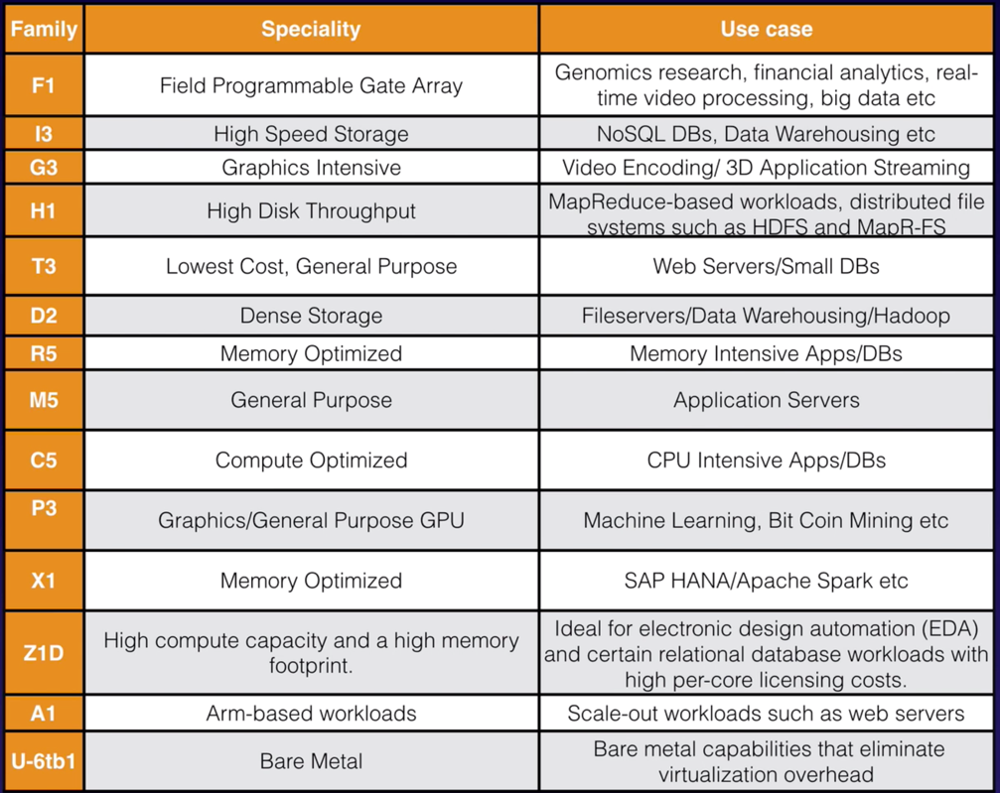 Family Speciality Use case
F1 Field Programmable Gate Array Genomics research, financial analytics, real-
time video processing, big data etc
I3 High Speed Storage NoSQL DBs, Data Warehousing etc
G3 Graphics Intensive Video Encoding/ 3D Application Streaming
H1 High Disk Throughput MapReduce-based workloads, distributed file
systems such as HDFS and MapR-FS
T3 Lowest Cost, General Purpose Web Servers/Small DBs
D2 Dense Storage Fileservers/Data Warehousing/Hadoop
R5 Memory Optimized Memory Intensive Apps/DBs
M5 General Purpose Application Servers
C5 Compute Optimized CPU Intensive Apps/DBs
P3 Graphics/General Purpose GPU Machine Learning, Bit Coin Mining etc
X1 Memory Optimized SAP HANA/Apache Spark etc
Z1D High compute capacity and a high memory
footprint.
Ideal for electronic design automation (EDA)
and certain relational database workloads with
high per-core licensing costs.
A1 Arm-based workloads Scale-out workloads such as web servers
U-6tb1 Bare Metal Bare metal capabilities that eliminate
virtualization overhead